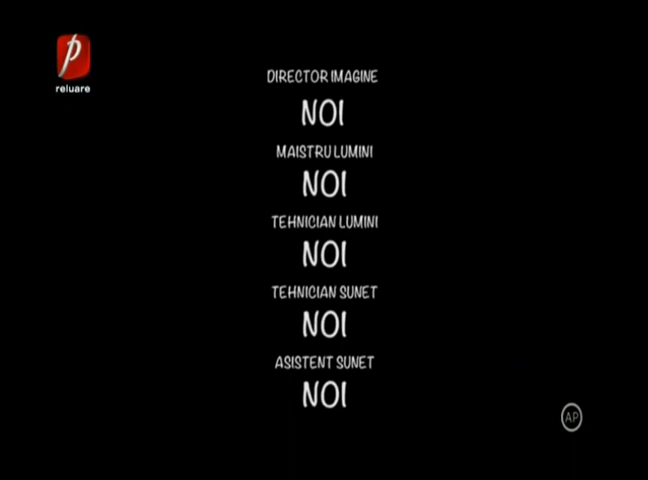 p
reluare
DIRECTOR IMAGINE
NOI
MAISTRU LUMINI
NOI
TEHNICIAN LUMINI
NOI
TEHNICIAN SUNET
NOI
ASISTENT SUNET
NOI
AP